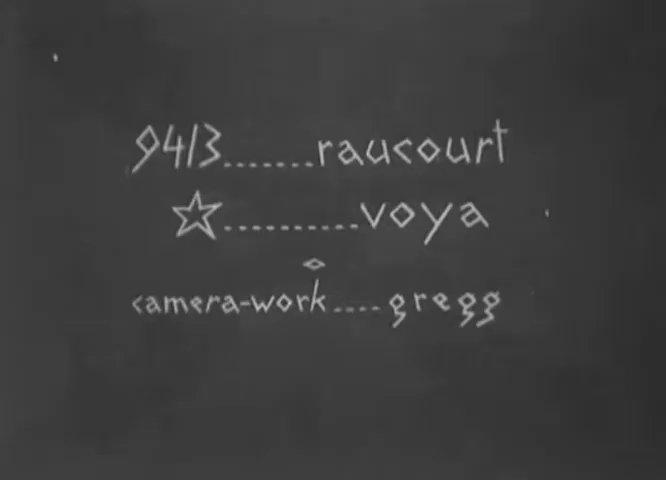 9413.......raucourt
☆..........voya
camera-work....gregg